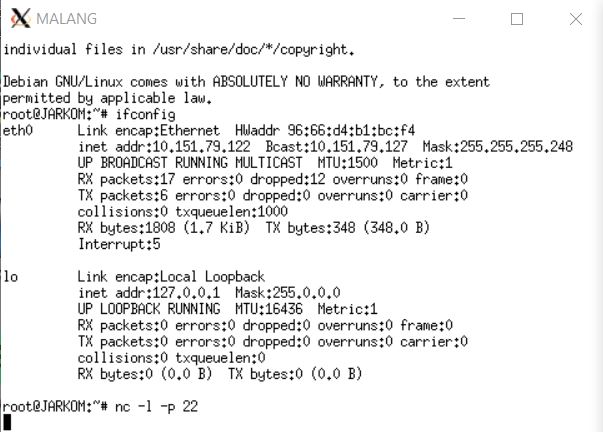 MALANG
individual files in /usr/share/doc/*/copyright.
Debian GNU/Linux comes with ABSOLUTELY NO WARRANTY, to the extent
permitted by applicable law.
root@JARKOM:~# ifconfig
eth0      Link encap:Ethernet  HWaddr 96:66:d4:b1:bc:f4
          inet addr:10.151.79.122  Bcast:10.151.79.127  Mask:255.255.255.248
          UP BROADCAST RUNNING MULTICAST  MTU:1500  Metric:1
          RX packets:17 errors:0 dropped:12 overruns:0 frame:0
          TX packets:6 errors:0 dropped:0 overruns:0 carrier:0
          collisions:0 txqueuelen:1000
          RX bytes:1808 (1.7 KiB)  TX bytes:348 (348.0 B)
          Interrupt:5
lo        Link encap:Local Loopback
          inet addr:127.0.0.1  Mask:255.0.0.0
          UP LOOPBACK RUNNING  MTU:16436  Metric:1
          RX packets:0 errors:0 dropped:0 overruns:0 frame:0
          TX packets:0 errors:0 dropped:0 overruns:0 carrier:0
          collisions:0 txqueuelen:0
          RX bytes:0 (0.0 B)  TX bytes:0 (0.0 B)
root@JARKOM:~# nc -l -p 22